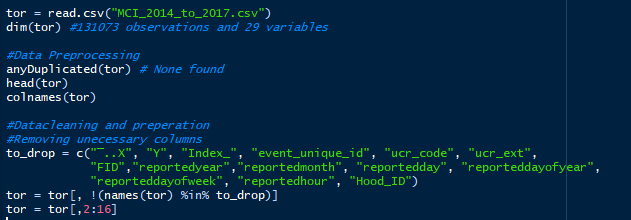 tor = read.csv("MCI_2014_to_2017.csv")
dim(tor) #131073 observations and 29 variables
#Data Preprocessing
anyDuplicated(tor) # None found
head(tor)
colnames(tor)
#Datacleaning and preperation
#Removing unecessary columns
to_drop = c("¯..X", "Y", "Index_", "event_unique_id", "ucr_code", "ucr_ext",
"FID","reportedyear","reportedmonth", "reportedday", "reporteddayofyear",
"reporteddayofweek", "reportedhour", "Hood_ID")
tor = tor[, !(names(tor) %in% to_drop)]
tor = tor[,2:16]